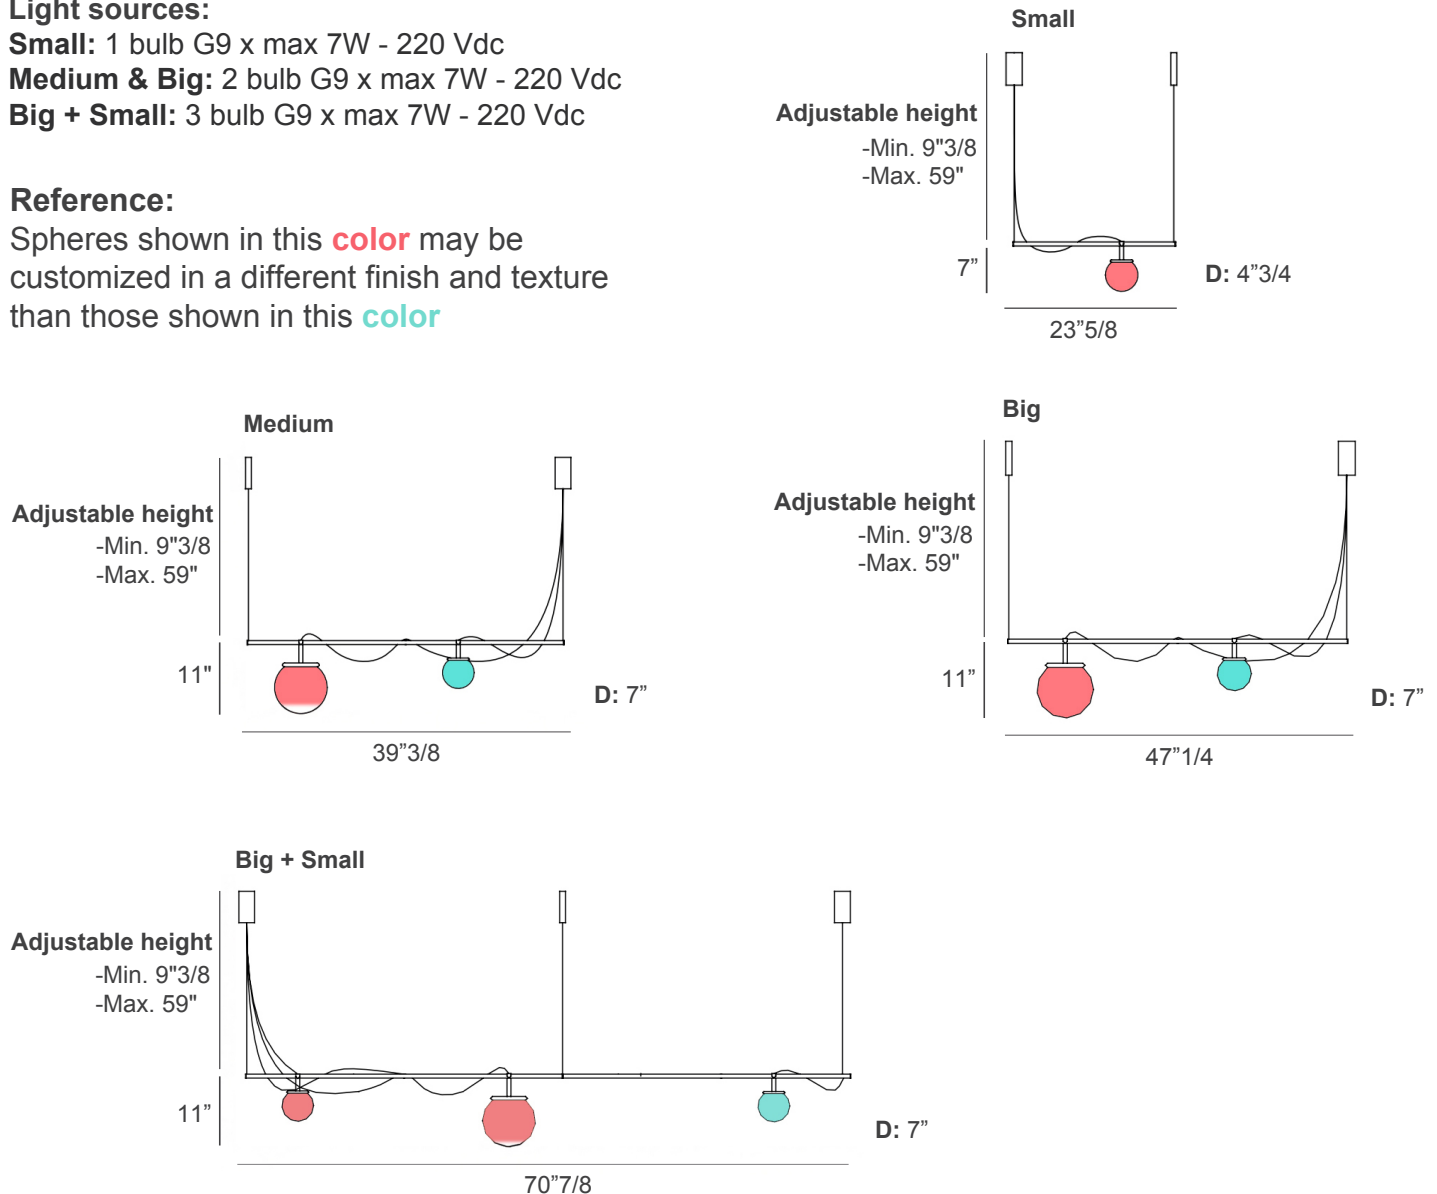 Light sources:
Small: 1 bulb G9 x max 7W - 220 Vdc
Medium & Big: 2 bulb G9 x max 7W - 220 Vdc
Big + Small: 3 bulb G9 x max 7W - 220 Vdc
Reference:
Spheres shown in this color may be
customized in a different finish and texture
than those shown in this color
Small
Adjustable height
-Min. 9"3/8
-Max. 59"
7”
D: 4”3/4
23”5/8
Medium
Adjustable height
-Min. 9"3/8
-Max. 59"
11"
D: 7”
39”3/8
Big
Adjustable height
-Min. 9"3/8
-Max. 59"
11”
D: 7”
47”1/4
Big + Small
Adjustable height
-Min. 9"3/8
-Max. 59"
11”
D: 7”
70”7/8